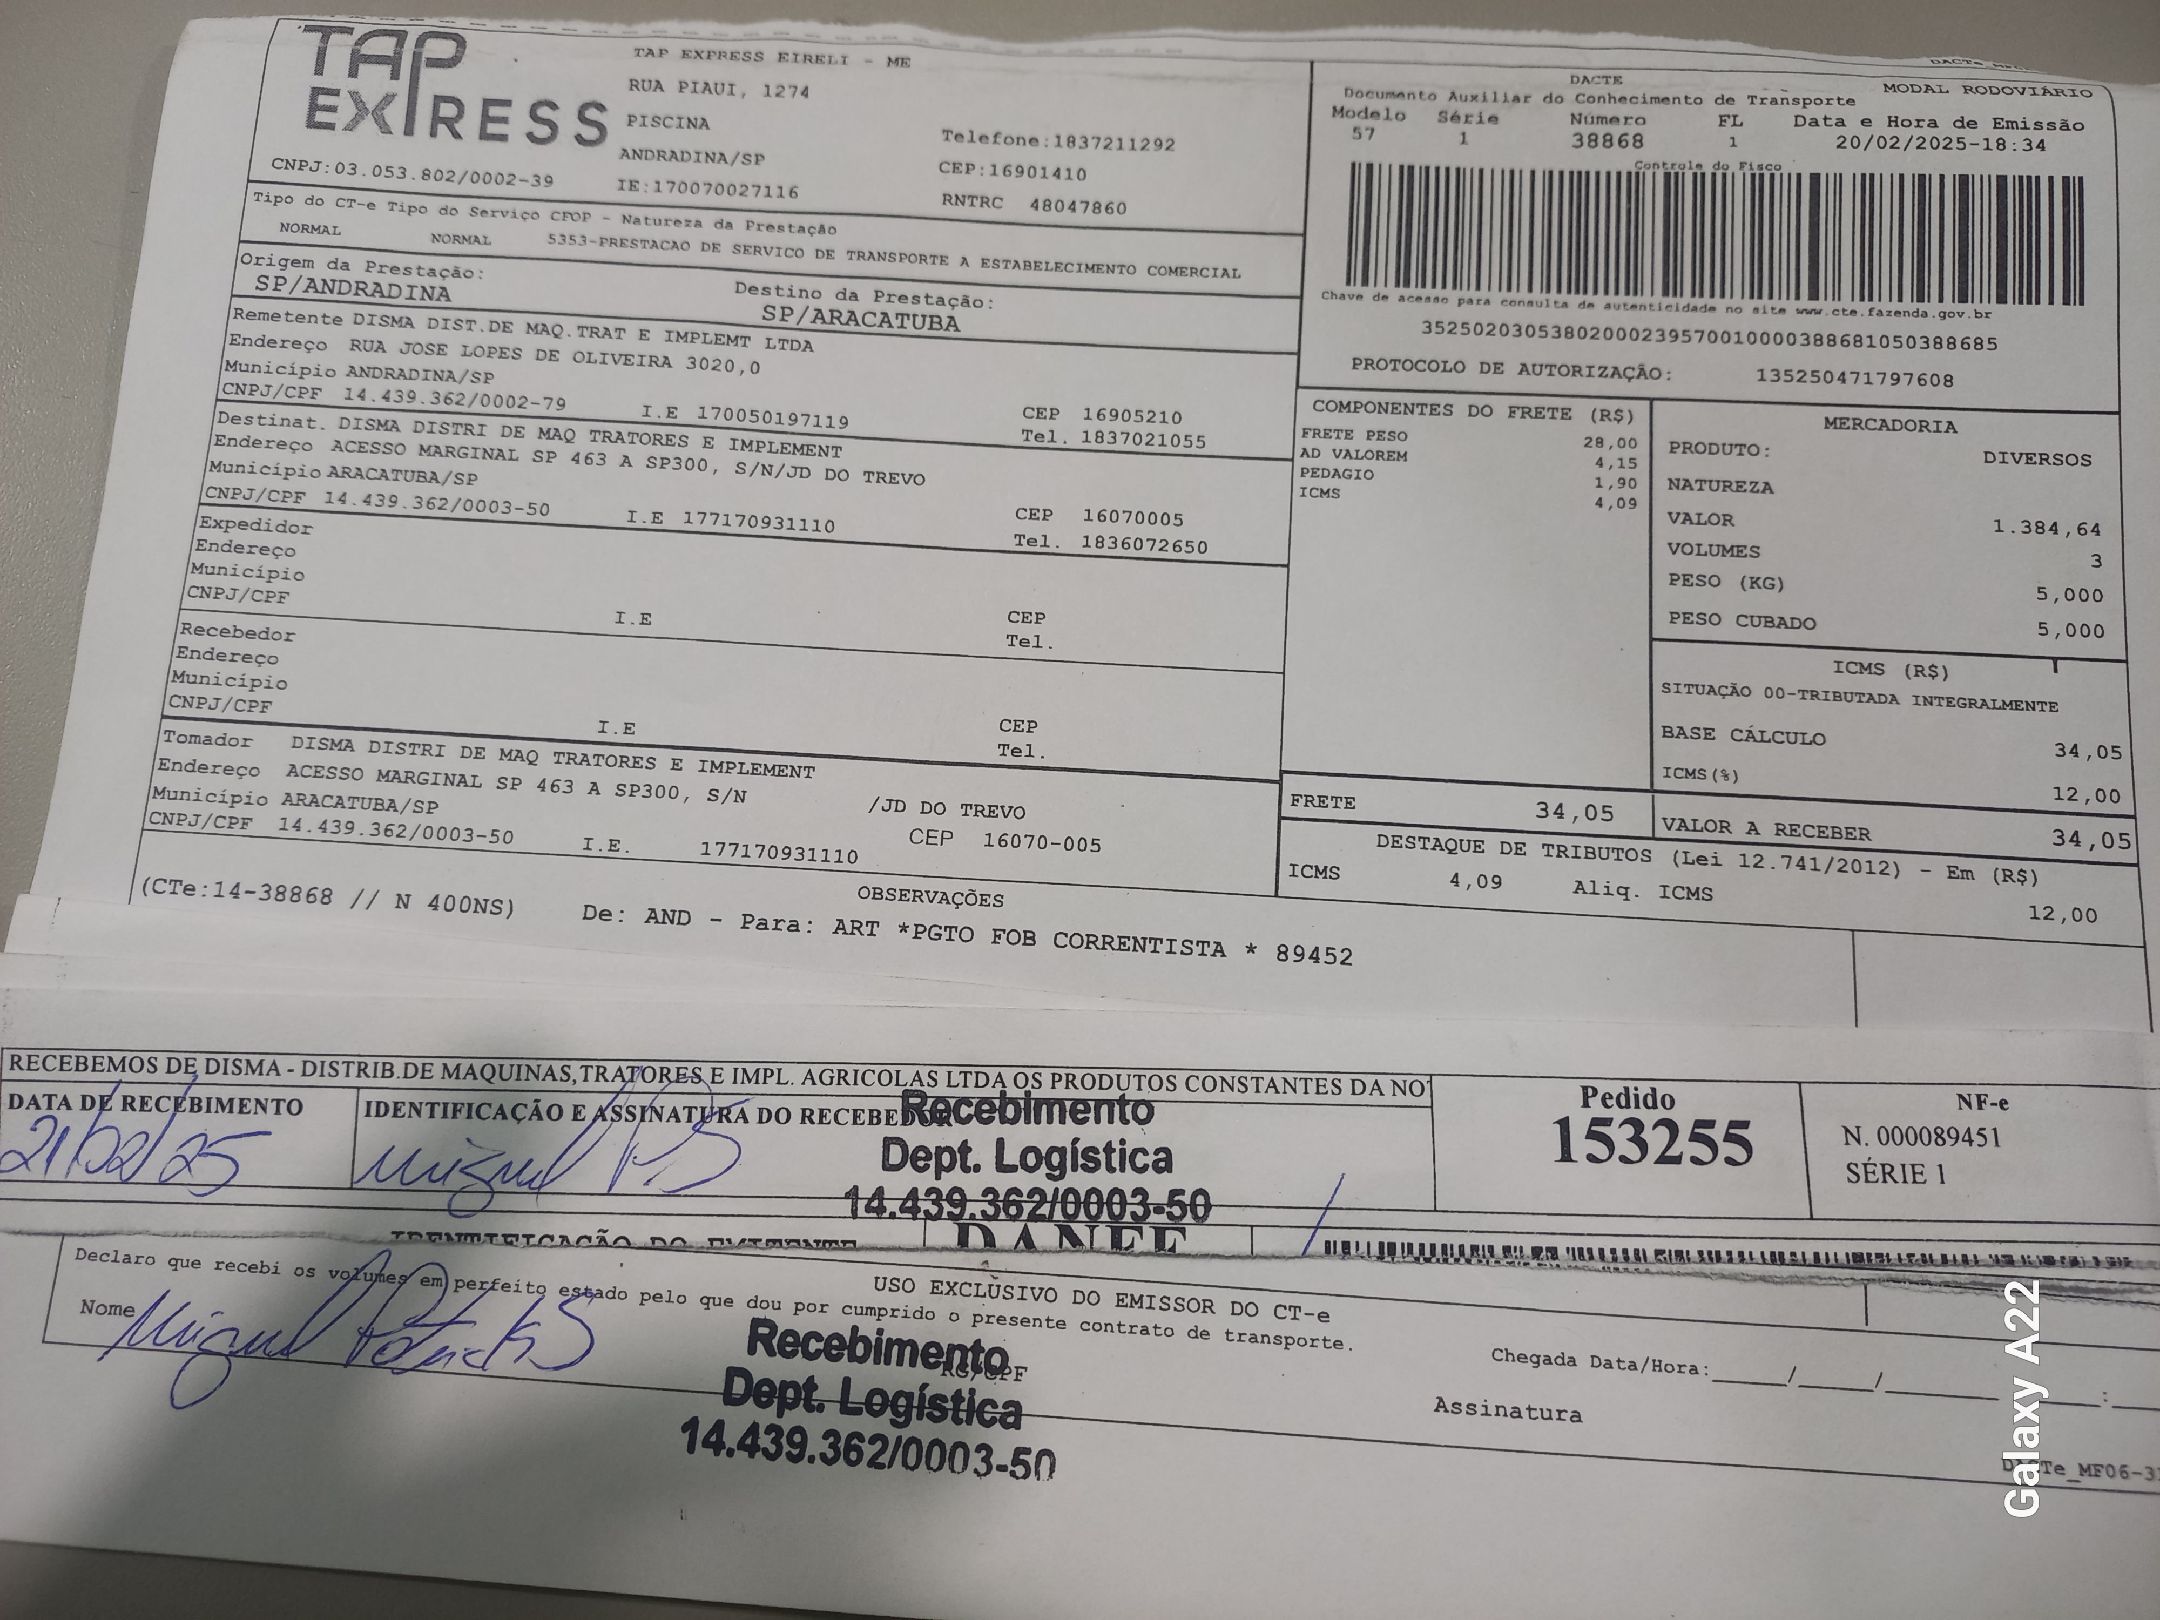 TAP EXPRESS
TAP EXPRESS EIRELI - ME
RUA PIAUI, 1274
PISCINA
ANDRADINA/SP
IE:170070027116
Telefone:1837211292
CEP:16901410
RNTRC 48047860
CNPJ:03.053.802/0002-39
DACTE
MODAL RODOVIÁRIO
Documento Auxiliar do Conhecimento de Transporte
Modelo Série Número FL Data e Hora de Emissão
57 1 38868 1 20/02/2025-18:34
Controle do Fisco
Chave de acesso para consulta de autenticidade no site www.cte.fazenda.gov.br
35250203053802000239570010000388681050388685
PROTOCOLO DE AUTORIZAÇÃO: 135250471797608
Tipo do CT-e Tipo do Serviço CFOP - Natureza da Prestação
NORMAL NORMAL 5353-PRESTACAO DE SERVICO DE TRANSPORTE A ESTABELECIMENTO COMERCIAL
Origem da Prestação: Destino da Prestação:
SP/ANDRADINA SP/ARACATUBA
Remetente DISMA DIST.DE MAQ.TRAT E IMPLEMT LTDA
Endereço RUA JOSE LOPES DE OLIVEIRA 3020,0
Município ANDRADINA/SP CEP 16905210
CNPJ/CPF 14.439.362/0002-79 I.E 170050197119 Tel. 1837021055
Destinat. DISMA DISTRI DE MAQ TRATORES E IMPLEMENT
Endereço ACESSO MARGINAL SP 463 A SP300, S/N/JD DO TREVO
Município ARACATUBA/SP CEP 16070005
CNPJ/CPF 14.439.362/0003-50 I.E 177170931110 Tel. 1836072650
Expedidor
Endereço
Município CEP
CNPJ/CPF I.E Tel.
Recebedor
Endereço
Município CEP
CNPJ/CPF I.E Tel.
Tomador DISMA DISTRI DE MAQ TRATORES E IMPLEMENT
Endereço ACESSO MARGINAL SP 463 A SP300, S/N /JD DO TREVO
Município ARACATUBA/SP CEP 16070-005
CNPJ/CPF 14.439.362/0003-50 I.E. 177170931110
COMPONENTES DO FRETE (R$)
FRETE PESO 28,00
AD VALOREM 4,15
PEDAGIO 1,90
ICMS 4,09
MERCADORIA
PRODUTO: DIVERSOS
NATUREZA
VALOR 1.384,64
VOLUMES 3
PESO (KG) 5,000
PESO CUBADO 5,000
ICMS (R$)
SITUAÇÃO 00-TRIBUTADA INTEGRALMENTE
BASE CÁLCULO 34,05
ICMS(%) 12,00
FRETE 34,05 VALOR A RECEBER 34,05
DESTAQUE DE TRIBUTOS (Lei 12.741/2012) - Em (R$)
ICMS 4,09 Aliq. ICMS 12,00
OBSERVAÇÕES
(CTe:14-38868 // N 400NS) De: AND - Para: ART *PGTO FOB CORRENTISTA * 89452
RECEBEMOS DE DISMA - DISTRIB.DE MAQUINAS,TRATORES E IMPL. AGRICOLAS LTDA OS PRODUTOS CONSTANTES DA NO
DATA DE RECEBIMENTO IDENTIFICAÇÃO E ASSINATURA DO RECEBEDOR
21/02/25 Miguel
Recebimento
Dept. Logística
14.439.362/0003-50
Pedido
153255
NF-e
N. 000089451
SÉRIE 1
IDENTIFICAÇÃO DO EMITENTE DANFE
USO EXCLUSIVO DO EMISSOR DO CT-e
Declaro que recebi os volumes em perfeito estado pelo que dou por cumprido o presente contrato de transporte.
Nome Miguel
RG/CPF
Recebimento
Dept. Logística
14.439.362/0003-50
Chegada Data/Hora:_____/_____/_____ :
Assinatura
Galaxy A22